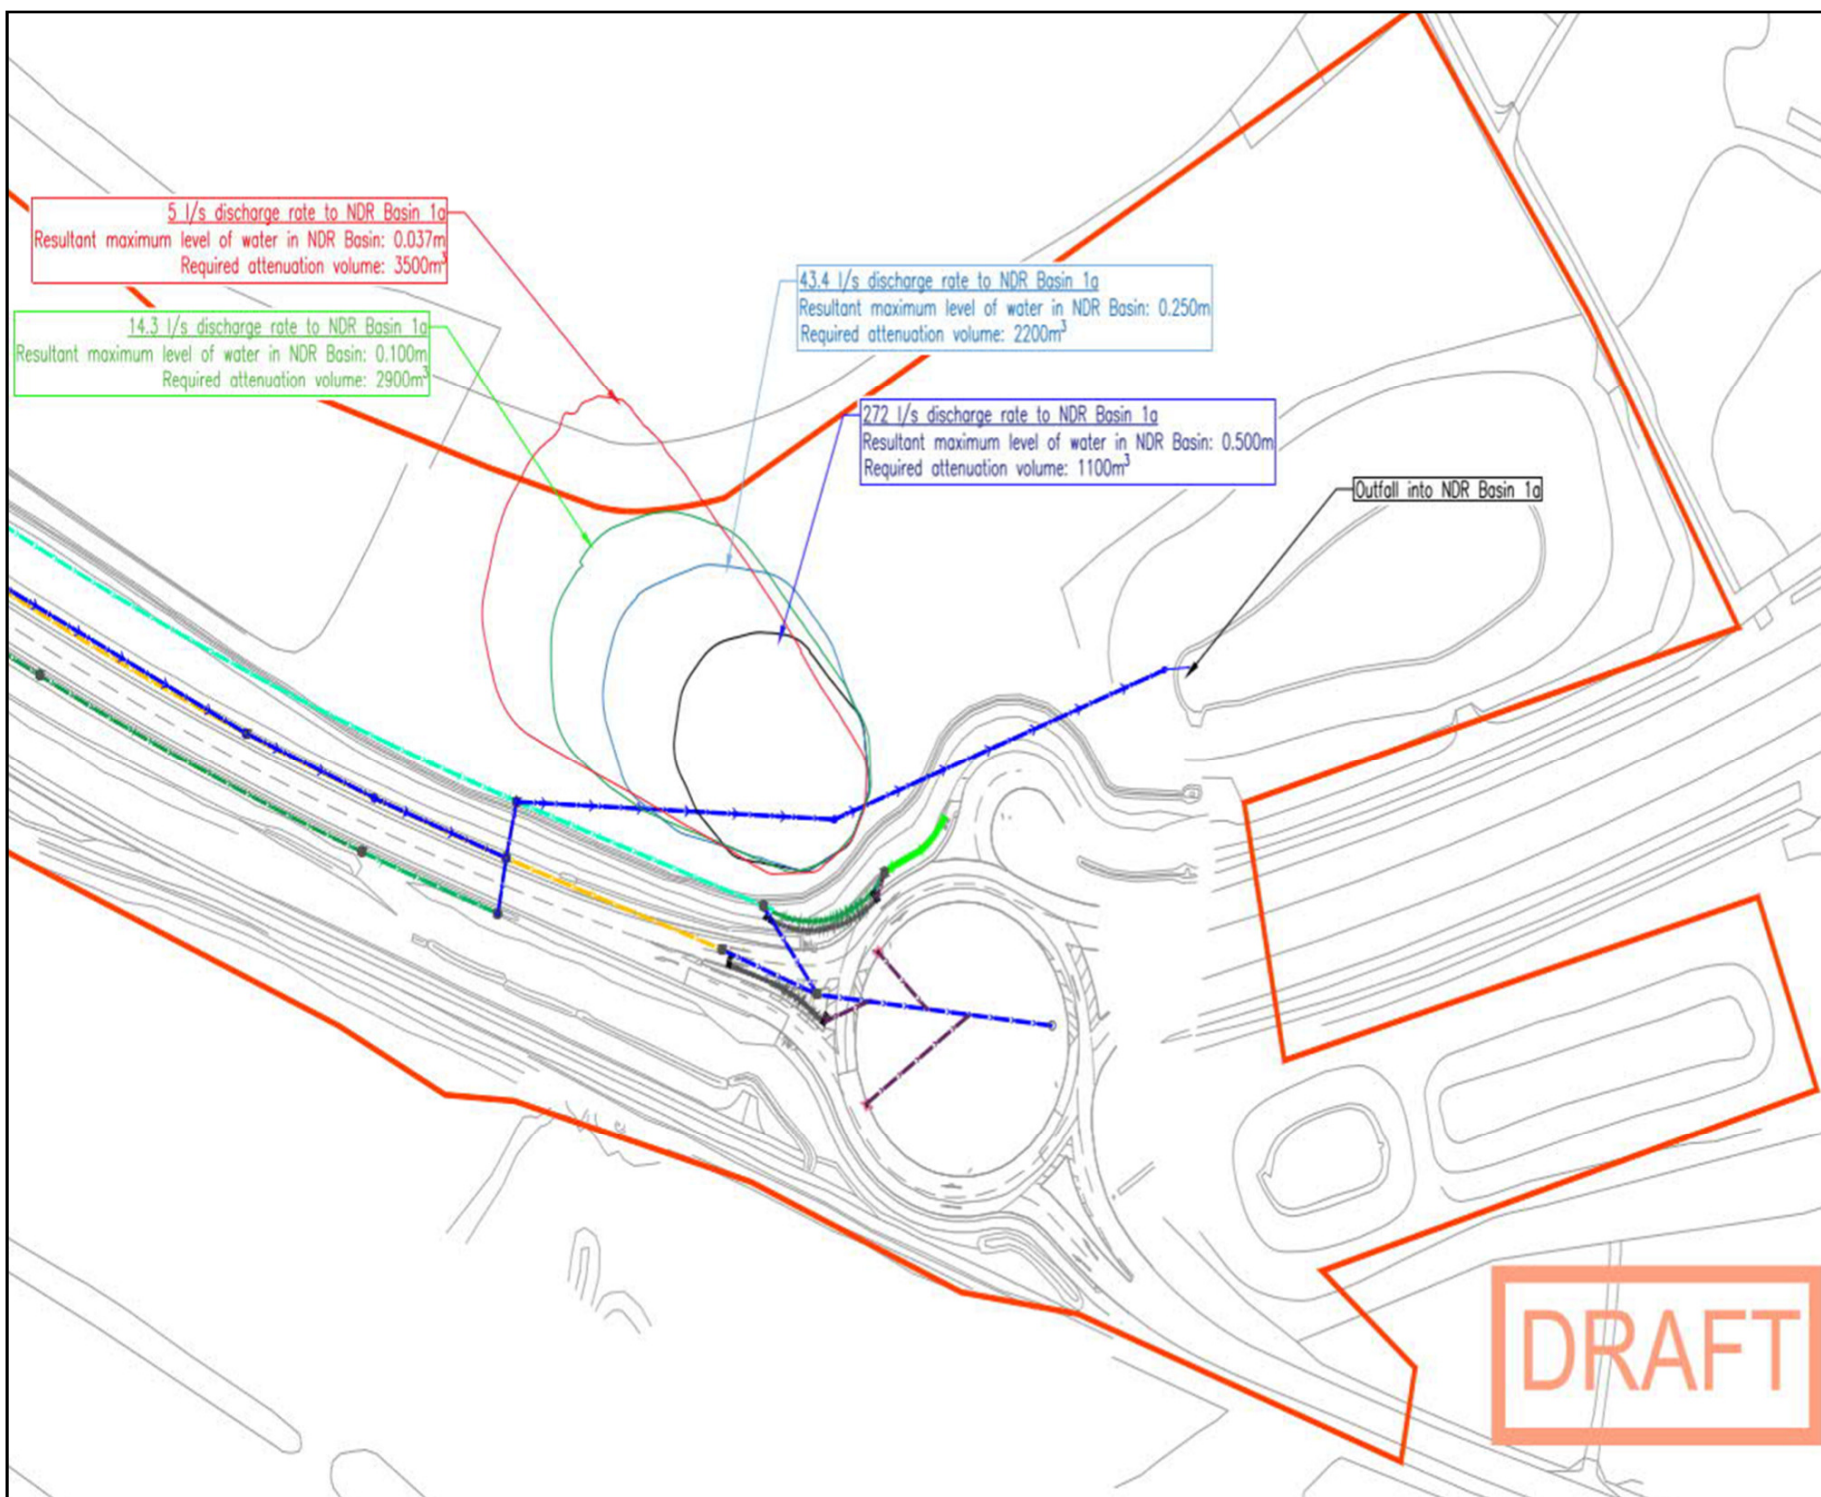 5 l/s discharge rate to NDR Basin 1a
Resultant maximum level of water in NDR Basin: 0.037m
Required attenuation volume: 3500m³
14.3 l/s discharge rate to NDR Basin 1a
Resultant maximum level of water in NDR Basin: 0.100m
Required attenuation volume: 2900m³
43.4 l/s discharge rate to NDR Basin 1a
Resultant maximum level of water in NDR Basin: 0.250m
Required attenuation volume: 2200m³
272 l/s discharge rate to NDR Basin 1a
Resultant maximum level of water in NDR Basin: 0.500m
Required attenuation volume: 1100m³
Outfall into NDR Basin 1a
DRAFT